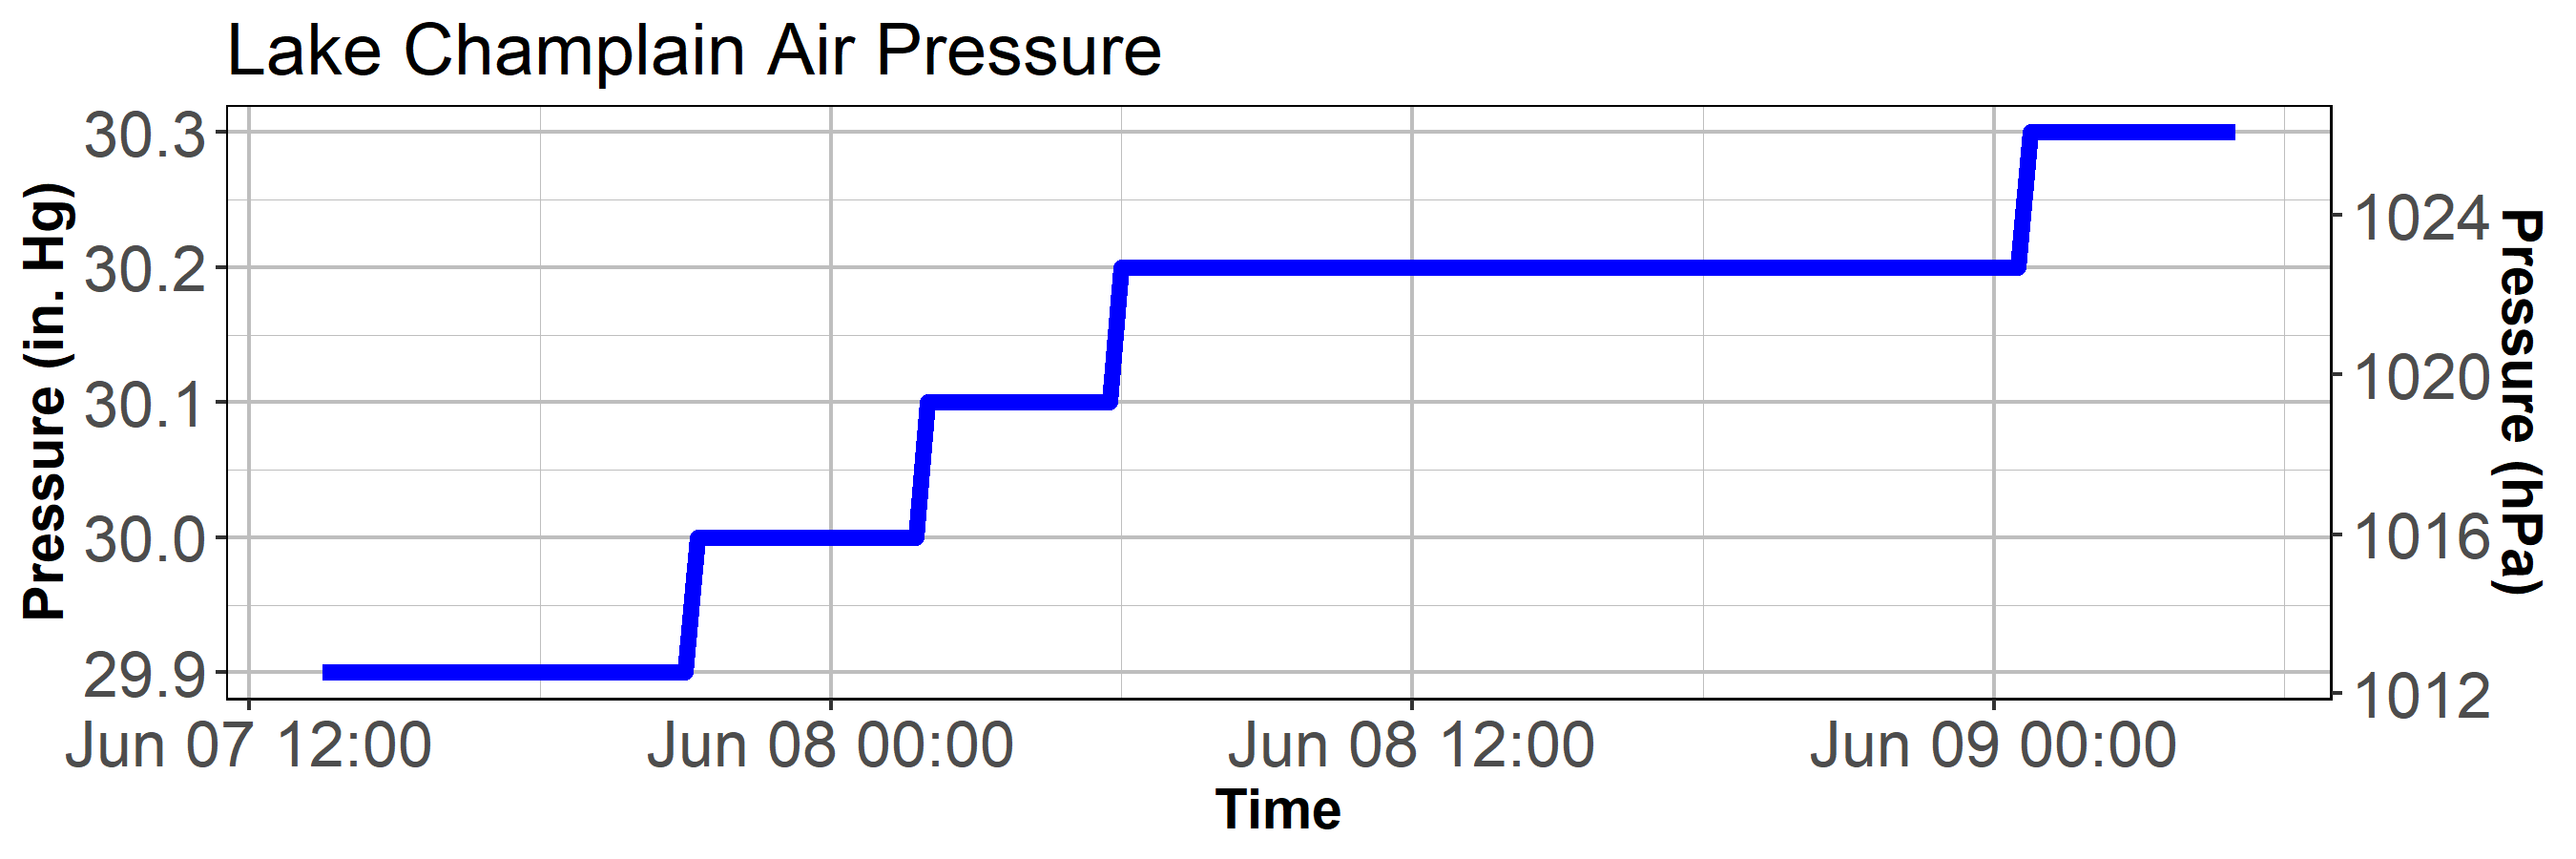 Lake Champlain Air Pressure
Pressure (in. Hg)
30.3
30.2
30.1
30.0
29.9
1024
1020
1016
1012
Pressure (hPa)
Jun 07 12:00
Jun 08 00:00
Jun 08 12:00
Jun 09 00:00
Time